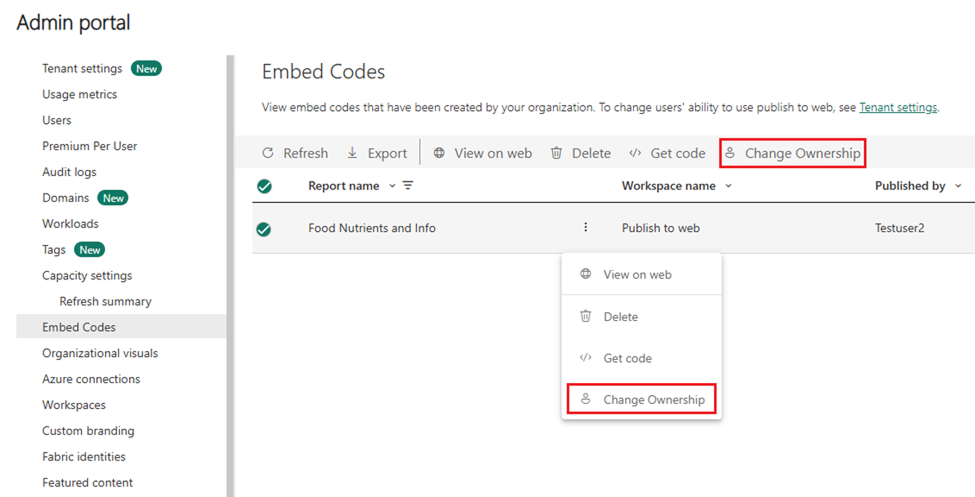 Admin portal
Tenant settings New
Usage metrics
Users
Premium Per User
Audit logs
Domains New
Workloads
Tags New
Capacity settings
Refresh summary
Embed Codes
Organizational visuals
Azure connections
Workspaces
Custom branding
Fabric identities
Featured content
Embed Codes
View embed codes that have been created by your organization. To change users' ability to use publish to web, see Tenant settings.
Refresh Export View on web Delete Get code Change Ownership
Report name Workspace name Published by
Food Nutrients and Info Publish to web Testuser2
View on web
Delete
Get code
Change Ownership